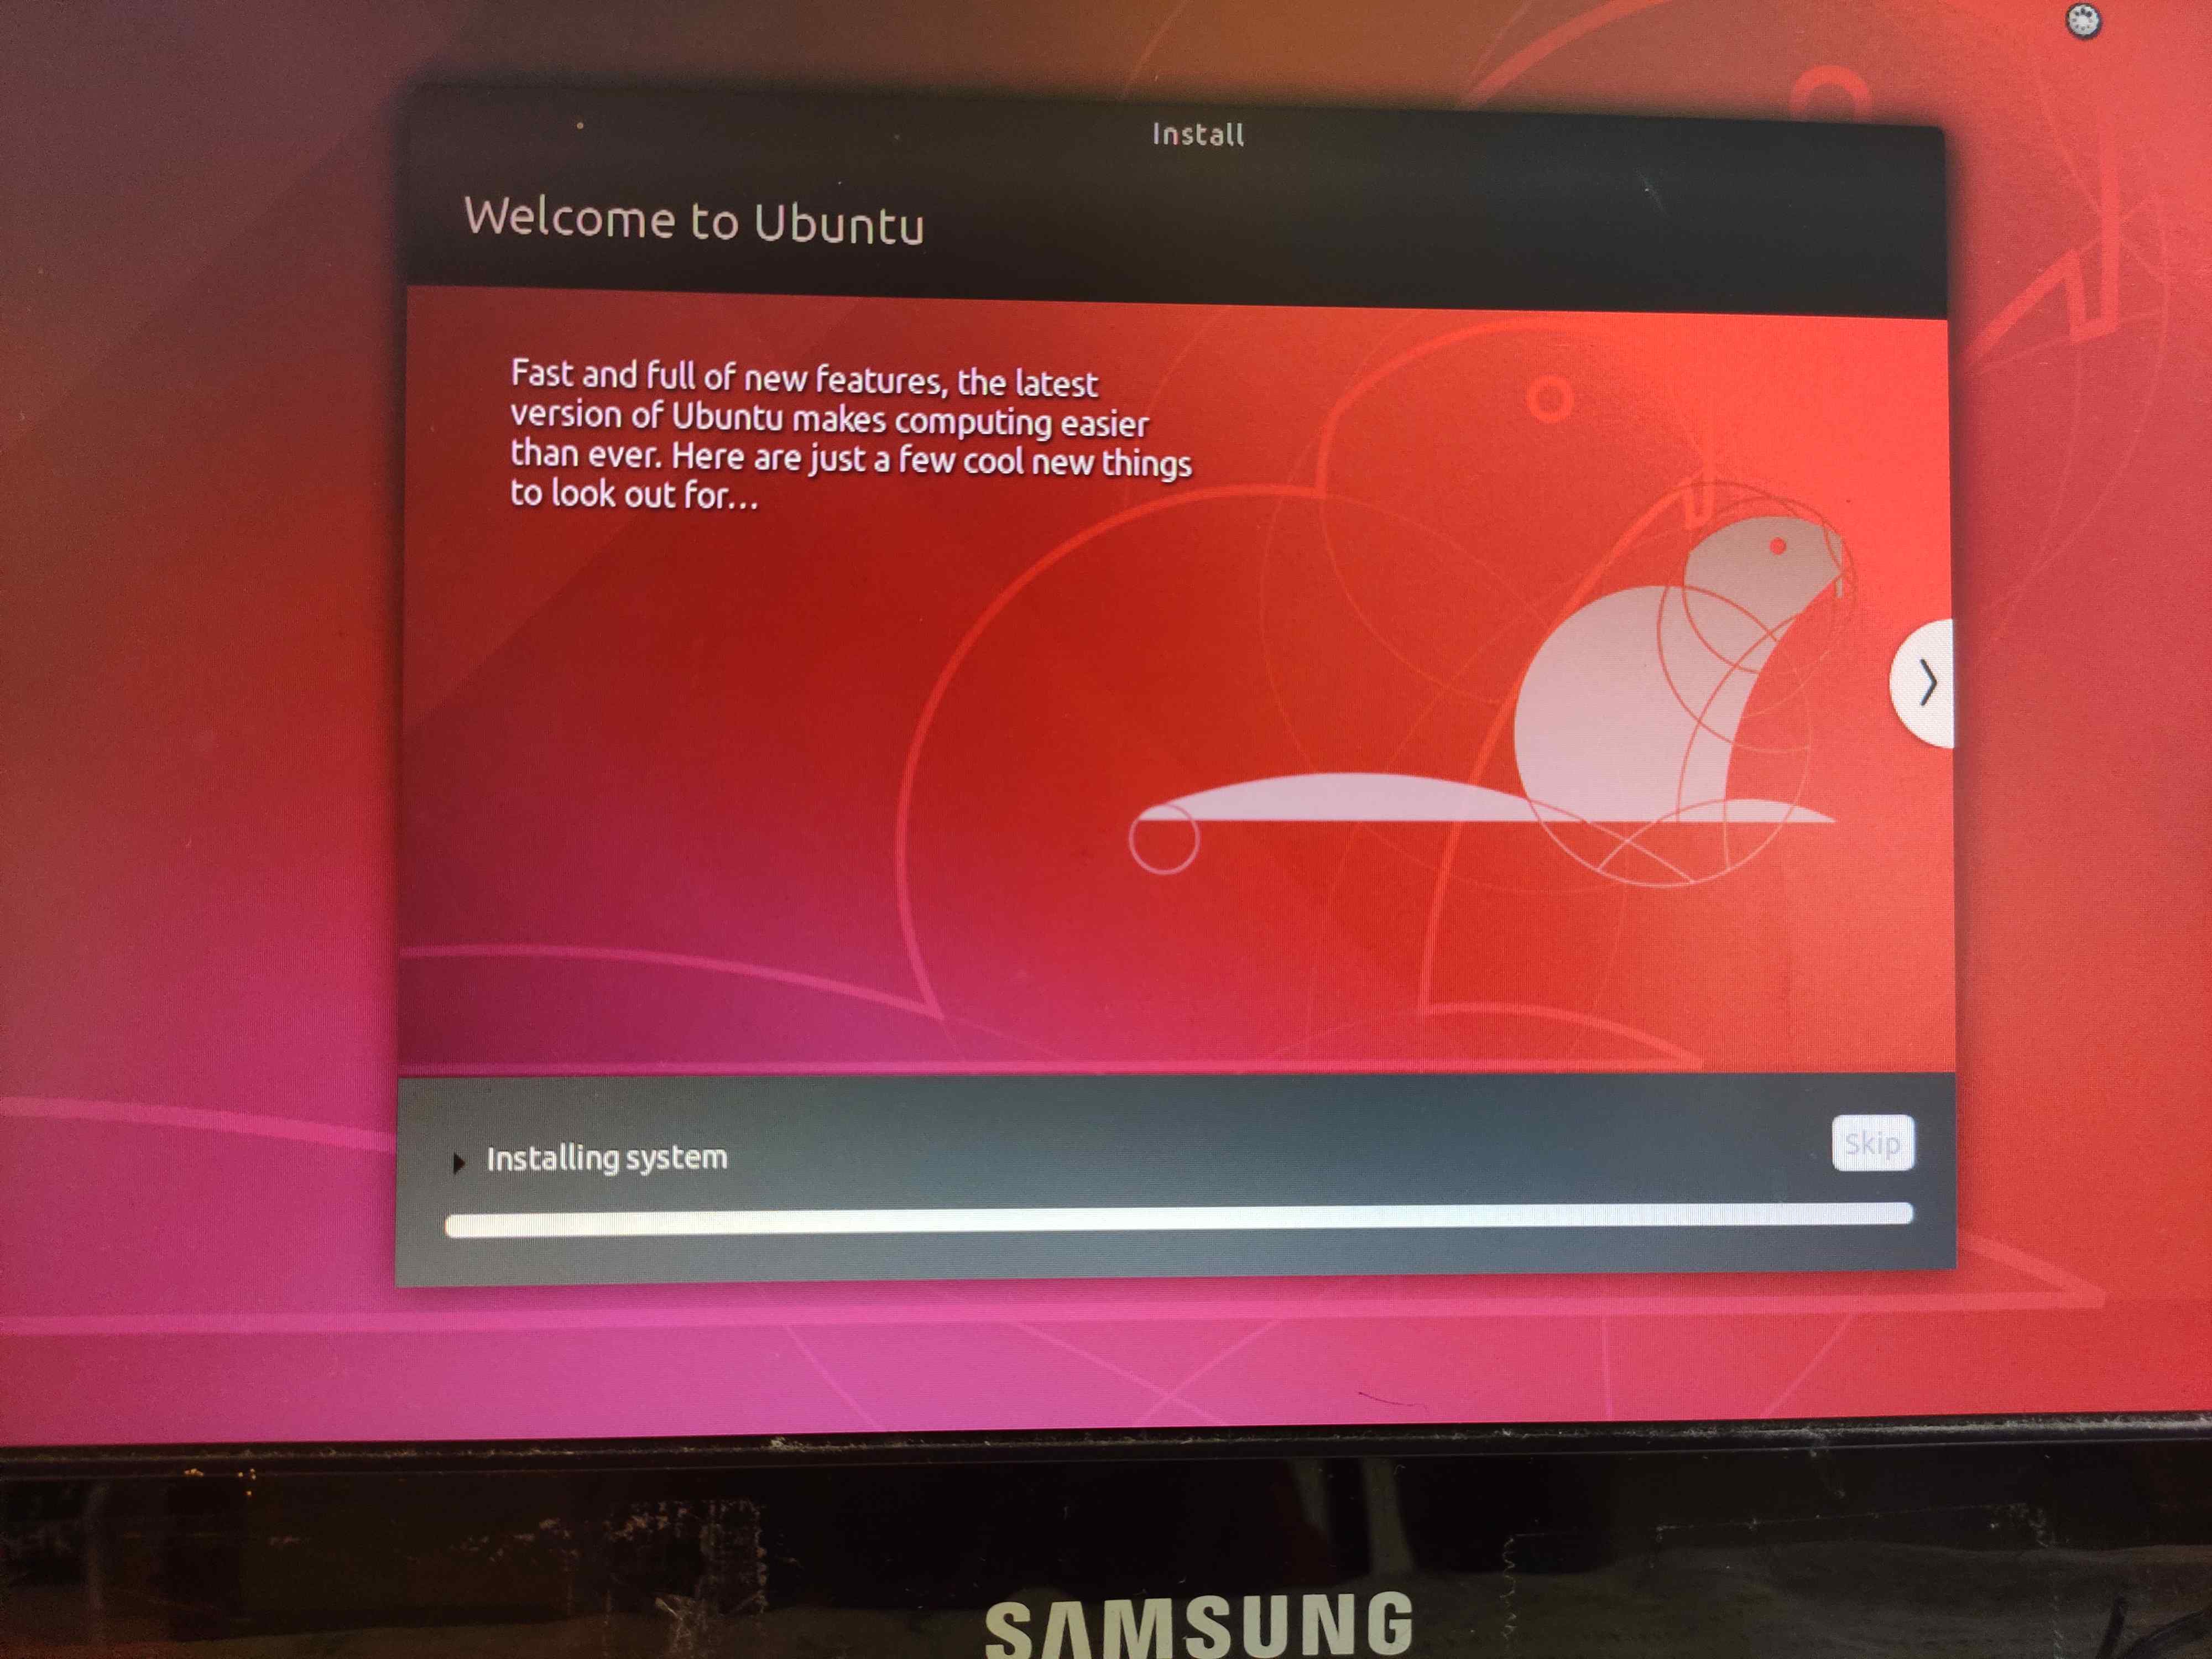 Install
Welcome to Ubuntu
Fast and full of new features, the latest
version of Ubuntu makes computing easier
than ever. Here are just a few cool new things
to look out for...
Installing system
Skip
SAMSUNG